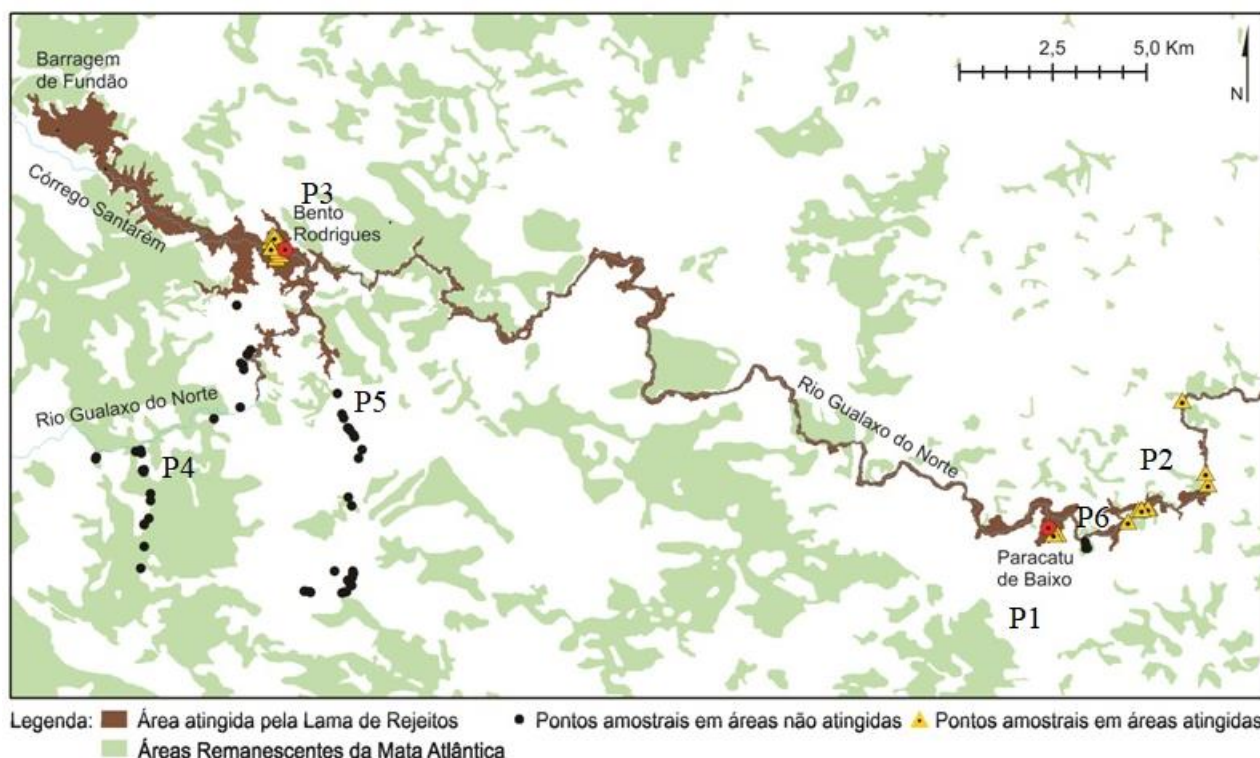 Barragem
de Fundão
2,5 5,0 Km
N
Córrego Santarém
P3
Bento
Rodrigues
Rio Gualaxo do Norte
P5
P4
Rio Gualaxo do Norte
P2
P6
Paracatu
de Baixo
P1
Legenda: Área atingida pela Lama de Rejeitos Pontos amostrais em áreas não atingidas Pontos amostrais em áreas atingidas
Áreas Remanescentes da Mata Atlântica